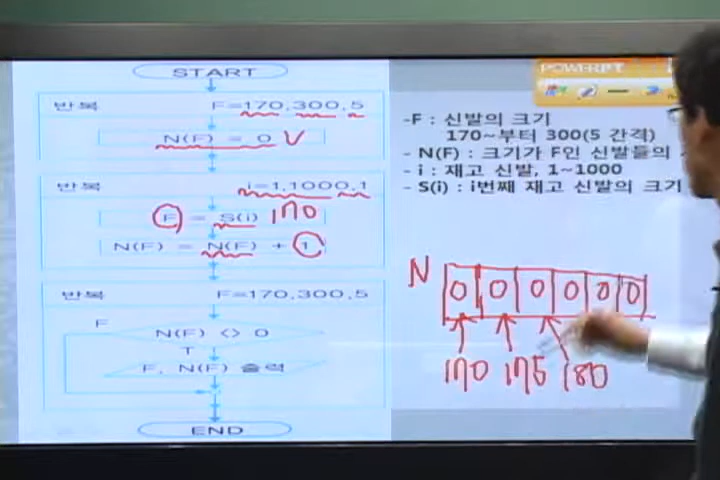 START
반복 F=170,300,5
N(F) = 0 V
반복 i=1,1000,1
F = S(i) 170
N(F) = N(F) + 1
반복 F=170,300,5
F N(F) <> 0
T
F, N(F) 출력
END
POWERPT
-F : 신발의 크기
170~부터 300(5 간격)
- N(F) : 크기가 F인 신발들의
- i : 재고 신발, 1~1000
- S(i) : i번째 재고 신발의 크기
N 0 0 0 0 0 0
170 175 180